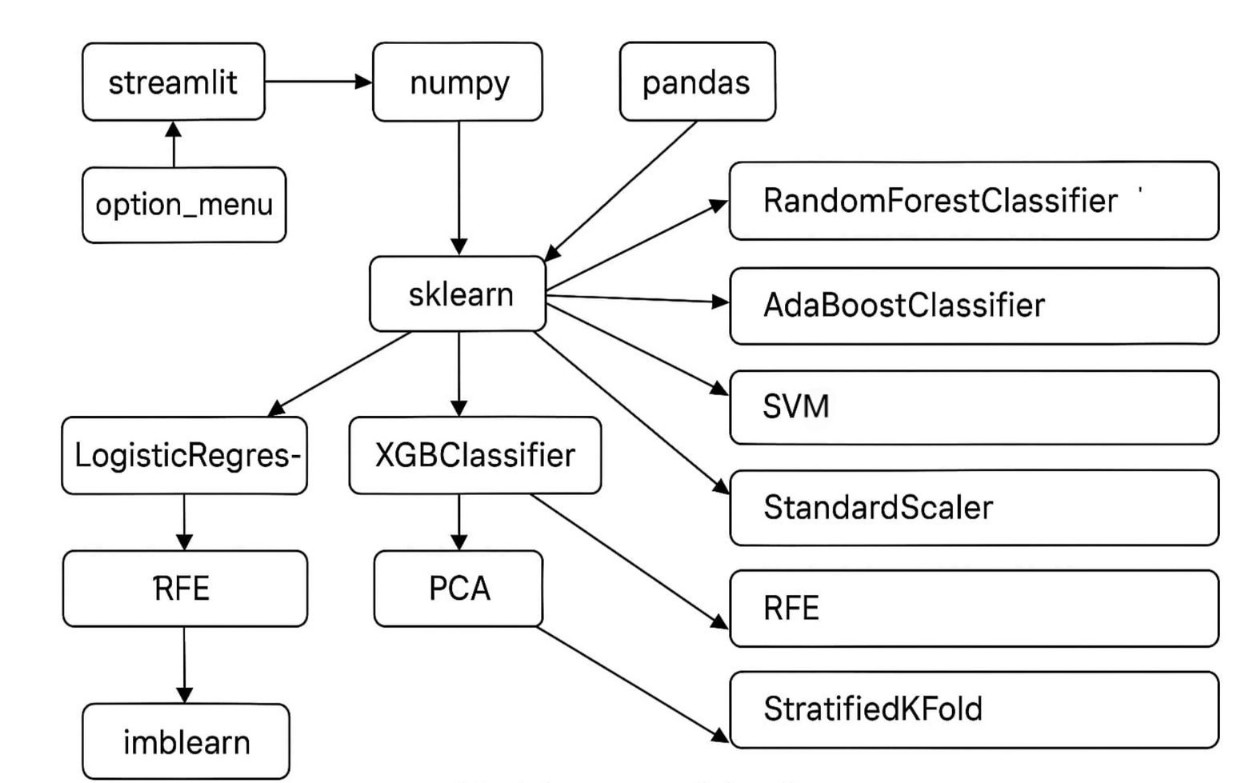 streamlit
numpy
pandas
option_menu
RandomForestClassifier '
sklearn
AdaBoostClassifier
SVM
LogisticRegres-
XGBClassifier
StandardScaler
RFE
PCA
RFE
StratifiedKFold
imblearn